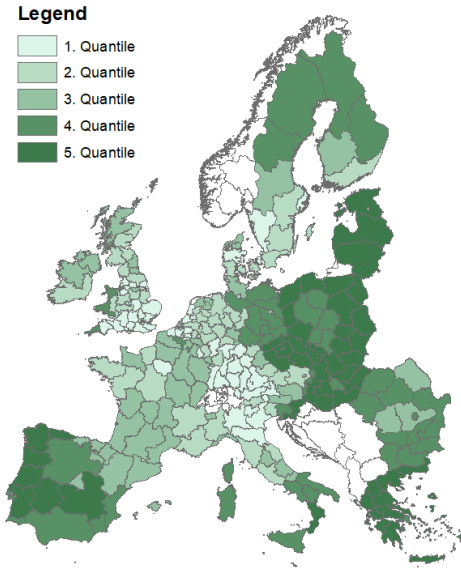 Legend
1. Quantile
2. Quantile
3. Quantile
4. Quantile
5. Quantile